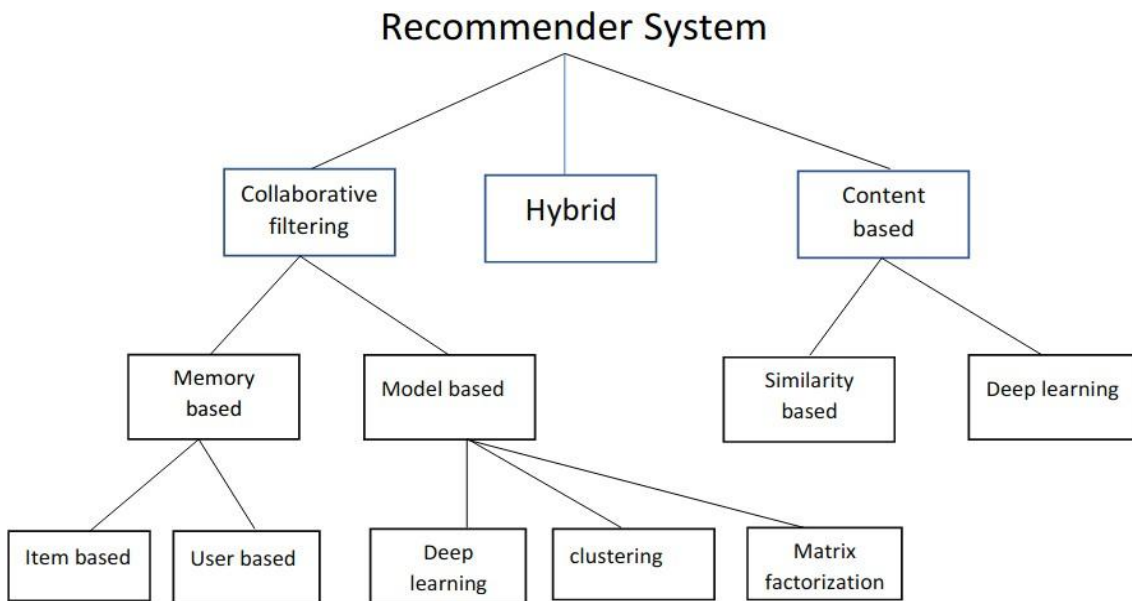 Recommender System
Collaborative
filtering
Hybrid
Content
based
Memory
based
Model based
Similarity
based
Deep learning
Item based
User based
Deep
learning
clustering
Matrix
factorization